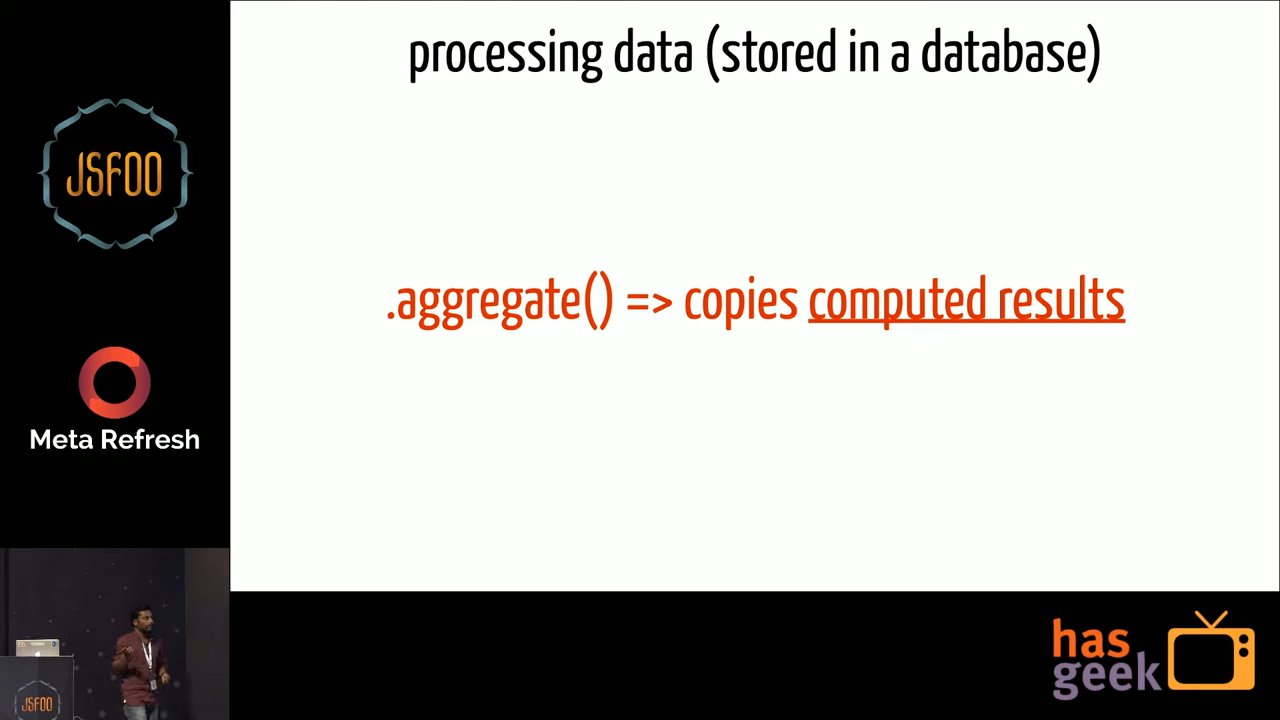 processing data (stored in a database)
JSFOO
.aggregate() => copies computed results
Meta Refresh
has
geek
JSFOO